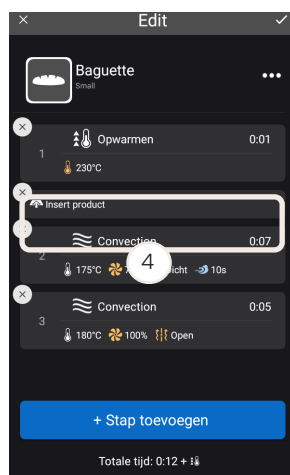 × Edit ✓
Baguette
Small
•••
Opwarmen 0:01
1
230°C
Insert product
Convection 0:07
2
175°C 10s
4
Convection 0:05
3
180°C 100% Open
+ Stap toevoegen
Totale tijd: 0:12 +